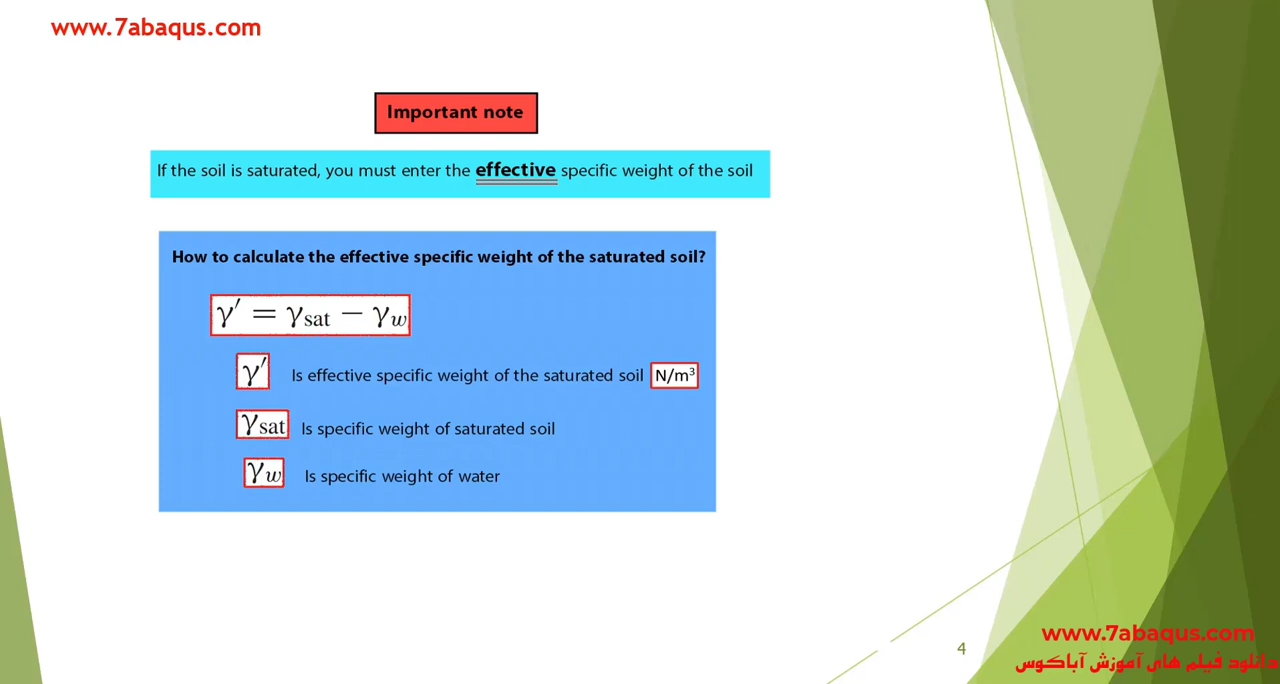 www.7abaqus.com
Important note
If the soil is saturated, you must enter the effective specific weight of the soil
How to calculate the effective specific weight of the saturated soil?
γ′ = γsat − γw
γ′ Is effective specific weight of the saturated soil N/m³
γsat Is specific weight of saturated soil
γw Is specific weight of water
www.7abaqus.com
4
دانلود فیلم های آموزش آباکوس